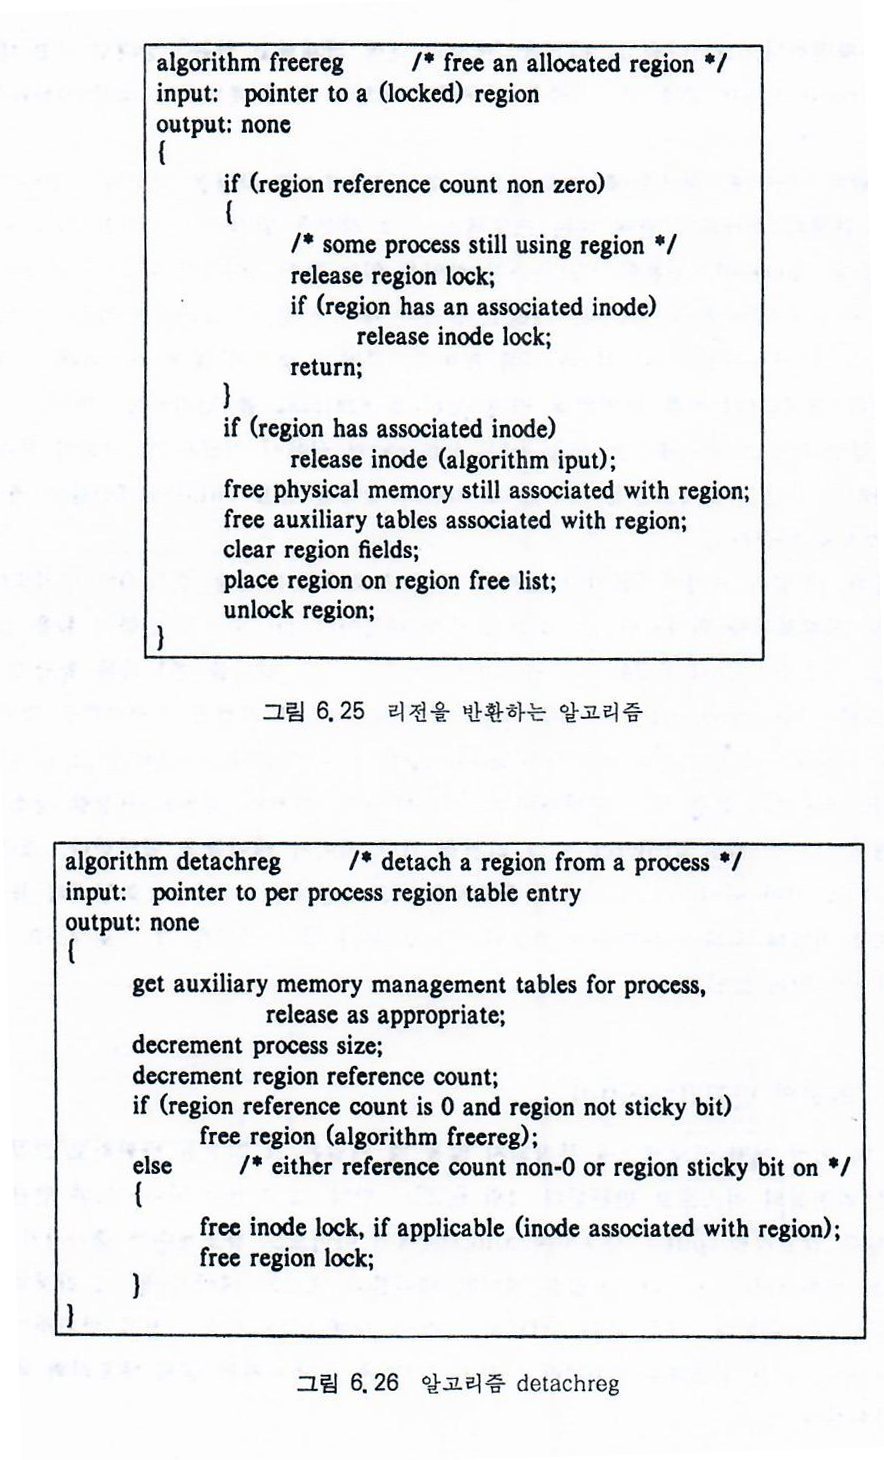 algorithm freereg /* free an allocated region */
input: pointer to a (locked) region
output: none
{
if (region reference count non zero)
{
/* some process still using region */
release region lock;
if (region has an associated inode)
release inode lock;
return;
}
if (region has associated inode)
release inode (algorithm iput);
free physical memory still associated with region;
free auxiliary tables associated with region;
clear region fields;
place region on region free list;
unlock region;
}
그림 6.25 리전을 반환하는 알고리즘
algorithm detachreg /* detach a region from a process */
input: pointer to per process region table entry
output: none
{
get auxiliary memory management tables for process,
release as appropriate;
decrement process size;
decrement region reference count;
if (region reference count is 0 and region not sticky bit)
free region (algorithm freereg);
else /* either reference count non-0 or region sticky bit on */
{
free inode lock, if applicable (inode associated with region);
free region lock;
}
}
그림 6.26 알고리즘 detachreg